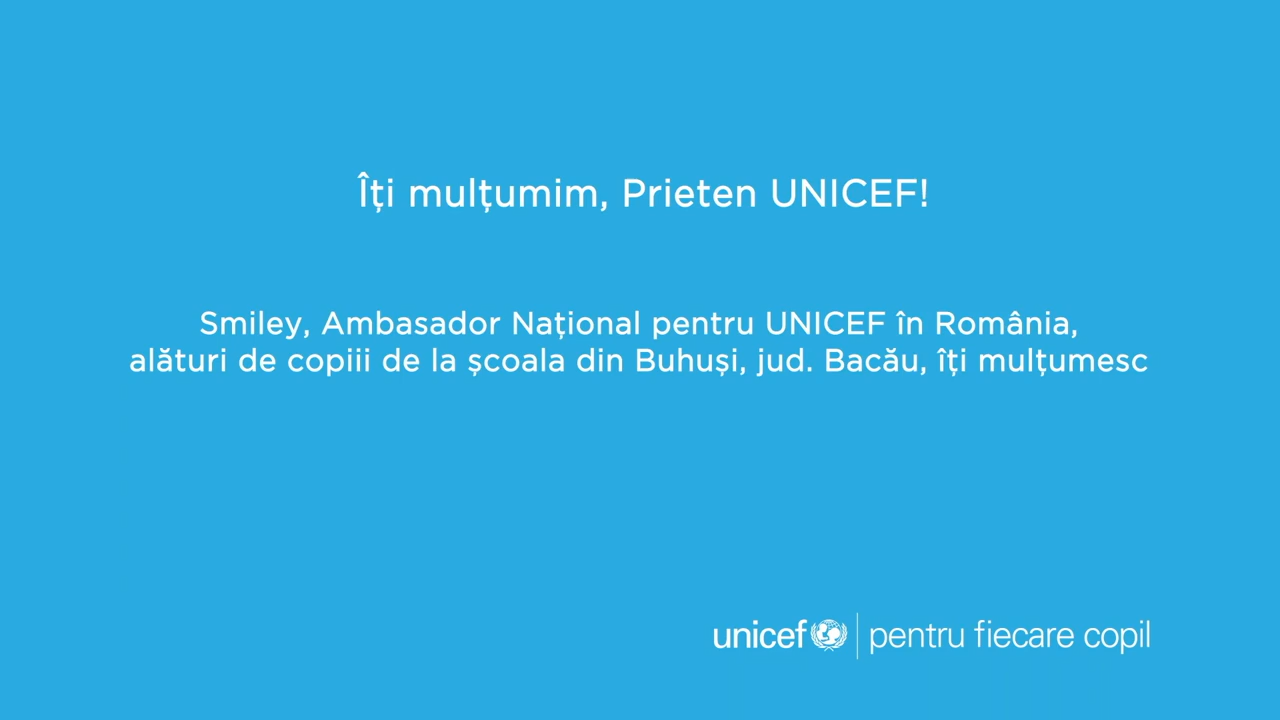 Îți mulțumim, Prieten UNICEF!
Smiley, Ambasador Național pentru UNICEF în România,
alături de copiii de la școala din Buhuși, jud. Bacău, îți mulțumesc
unicef pentru fiecare copil